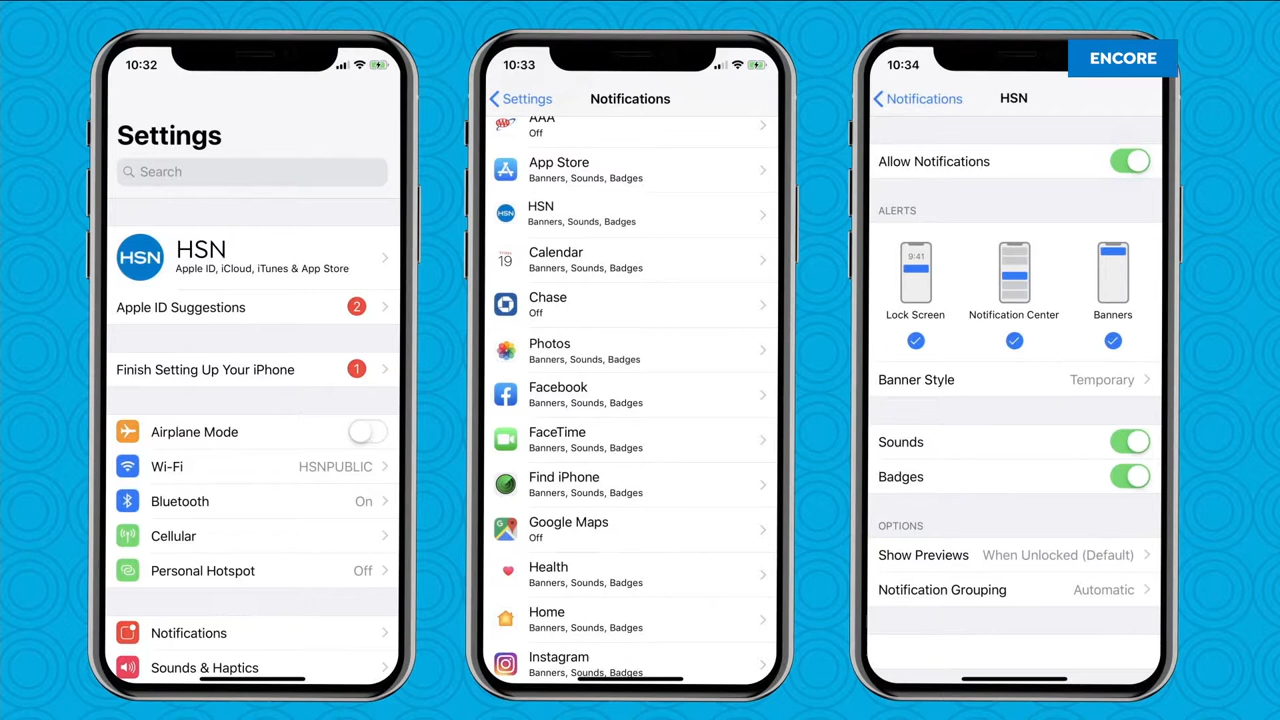 10:32
Settings
Search
HSN
HSN
Apple ID, iCloud, iTunes & App Store
Apple ID Suggestions 2
Finish Setting Up Your iPhone 1
Airplane Mode
Wi-Fi HSNPUBLIC
Bluetooth On
Cellular
Personal Hotspot Off
Notifications
Sounds & Haptics
10:33
Settings Notifications
AAA
Off
App Store
Banners, Sounds, Badges
HSN
HSN
Banners, Sounds, Badges
19
Calendar
Banners, Sounds, Badges
Chase
Off
Photos
Banners, Sounds, Badges
Facebook
Banners, Sounds, Badges
FaceTime
Banners, Sounds, Badges
Find iPhone
Banners, Sounds, Badges
Google Maps
Off
Health
Banners, Sounds, Badges
Home
Banners, Sounds, Badges
Instagram
Banners, Sounds, Badges
10:34
ENCORE
Notifications HSN
Allow Notifications
ALERTS
9:41
Lock Screen Notification Center Banners
Banner Style Temporary
Sounds
Badges
OPTIONS
Show Previews When Unlocked (Default)
Notification Grouping Automatic